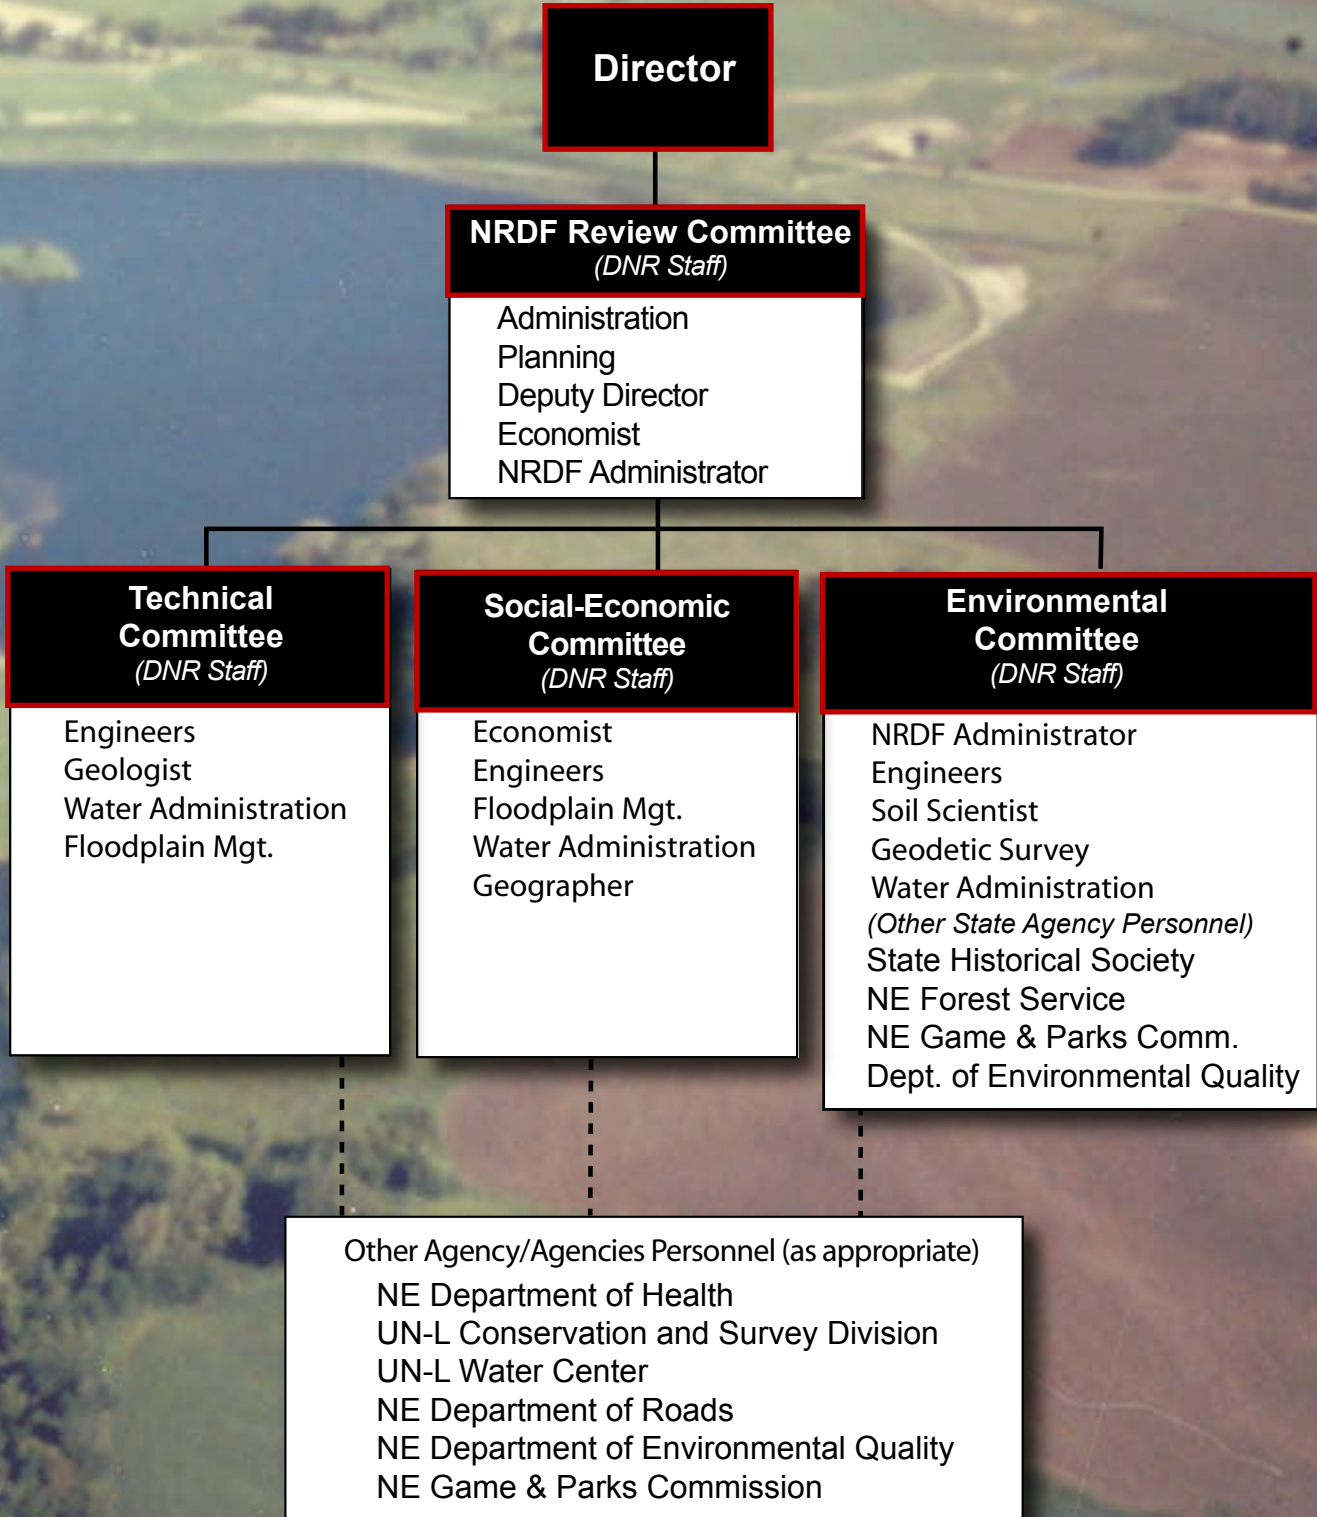 Director
NRDF Review Committee
(DNR Staff)
Administration
Planning
Deputy Director
Economist
NRDF Administrator
Technical
Committee
(DNR Staff)
Engineers
Geologist
Water Administration
Floodplain Mgt.
Social-Economic
Committee
(DNR Staff)
Economist
Engineers
Floodplain Mgt.
Water Administration
Geographer
Environmental
Committee
(DNR Staff)
NRDF Administrator
Engineers
Soil Scientist
Geodetic Survey
Water Administration
(Other State Agency Personnel)
State Historical Society
NE Forest Service
NE Game & Parks Comm.
Dept. of Environmental Quality
Other Agency/Agencies Personnel (as appropriate)
NE Department of Health
UN-L Conservation and Survey Division
UN-L Water Center
NE Department of Roads
NE Department of Environmental Quality
NE Game & Parks Commission